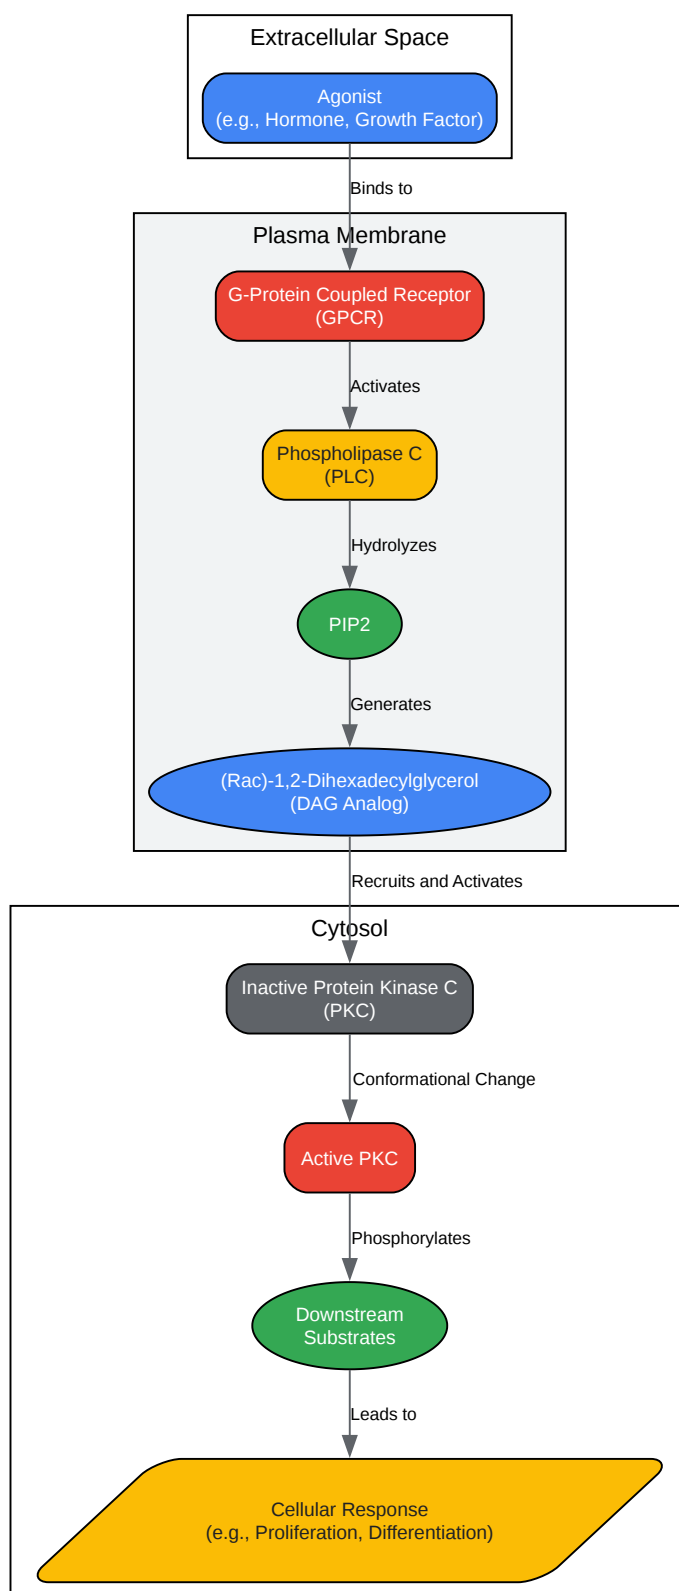 Extracellular Space
Agonist
(e.g., Hormone, Growth Factor)
Binds to
Plasma Membrane
G-Protein Coupled Receptor
(GPCR)
Activates
Phospholipase C
(PLC)
Hydrolyzes
PIP2
Generates
(Rac)-1,2-Dihexadecylglycerol
(DAG Analog)
Recruits and Activates
Cytosol
Inactive Protein Kinase C
(PKC)
Conformational Change
Active PKC
Phosphorylates
Downstream
Substrates
Leads to
Cellular Response
(e.g., Proliferation, Differentiation)